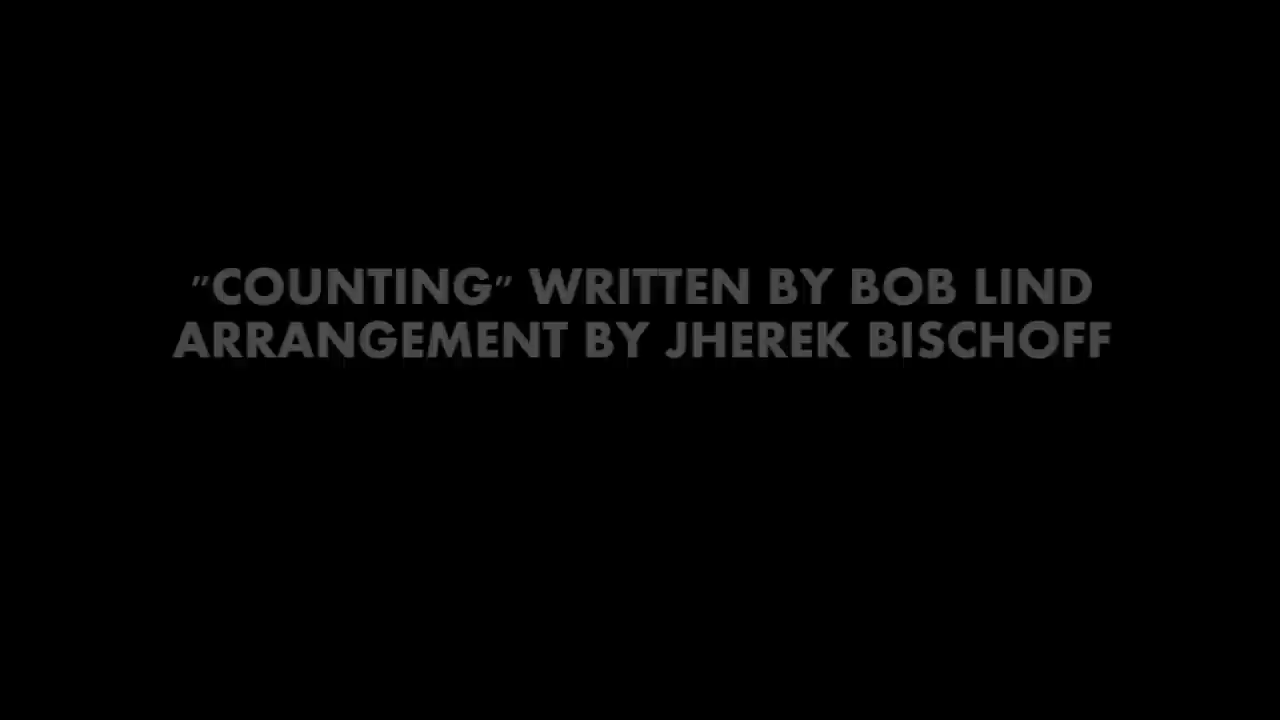 "COUNTING" WRITTEN BY BOB LIND
ARRANGEMENT BY JHEREK BISCHOFF